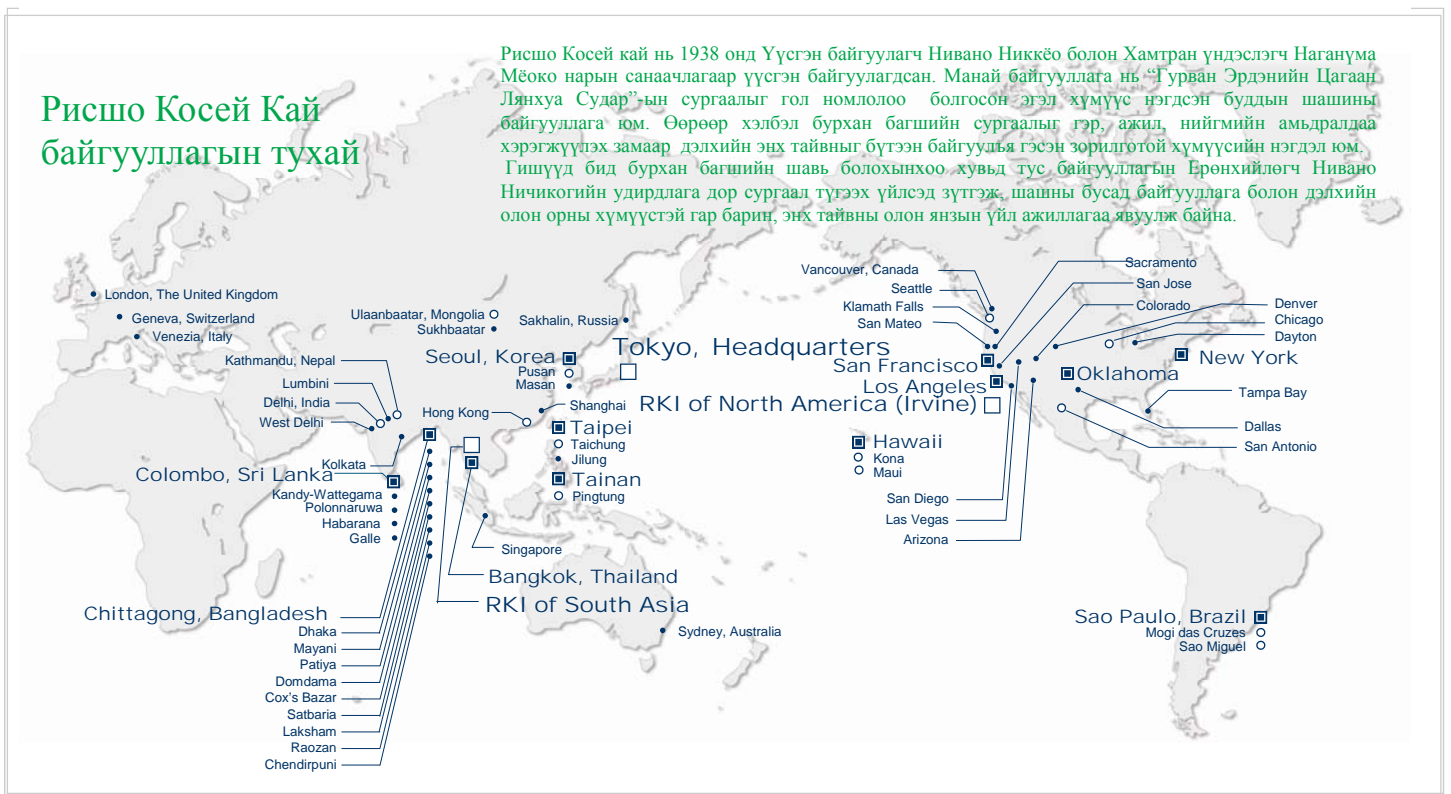 Рисшо Косей Кай
байгууллагын тухай
Рисшо Косей кай нь 1938 онд Үүсгэн байгуулагч Нивано Никкё̈о болон Хамтран үндэслэгч Наганума
Мёоко нарын санаачлагаар үүсгэн байгуулагдсан. Манай байгууллага нь “Гурван Эрдэнийн Цагаан
Лянхуа Судар”-ын сургаалыг гол номлолоо болгосон эгэл хүмүүс нэгдсэн буддын шашины
байгууллага юм. Өөрөөр хэлбэл бурхан багшийн сургаалыг гэр, ажил, нийгмийн амьдралдаа
хэрэгжүүлэх замаар дэлхийн энх тайвныг бүтээн байгуулья гэсэн зорилготой хүмүүсийн нэгдэл юм.
Гишүүд бид бурхан багшийн шавь болохынхоо хувьд тус байгууллагын Ерөнхийлөгч Нивано
Ничикогийн удирдлага дор сургаал түгээх үйлсэд зүтгэж, шашны бусад байгууллага болон дэлхийн
олон орны хүмүүстэй гар барин, энх тайвны олон янзын үйл ажиллагаа явуулж байна.
London, The United Kingdom
Geneva, Switzerland
Venezia, Italy
Ulaanbaatar, Mongolia
Sukhbaatar
Sakhalin, Russia
Kathmandu, Nepal
Lumbini
Delhi, India
West Delhi
Seoul, Korea
Pusan
Masan
Tokyo, Headquarters
Hong Kong
Shanghai
Taipei
Taichung
Jilung
Tainan
Pingtung
Kolkata
Colombo, Sri Lanka
Kandy-Wattegama
Polonnaruwa
Habarana
Galle
Singapore
Bangkok, Thailand
RKI of South Asia
Chittagong, Bangladesh
Dhaka
Mayani
Patiya
Domdama
Cox's Bazar
Satbaria
Laksham
Raozan
Chendirpuni
Sydney, Australia
Vancouver, Canada
Seattle
Klamath Falls
San Mateo
San Francisco
Los Angeles
RKI of North America (Irvine)
Hawaii
Kona
Maui
San Diego
Las Vegas
Arizona
Sacramento
San Jose
Colorado
Denver
Chicago
Dayton
New York
Oklahoma
Tampa Bay
Dallas
San Antonio
Sao Paulo, Brazil
Mogi das Cruzes
Sao Miguel